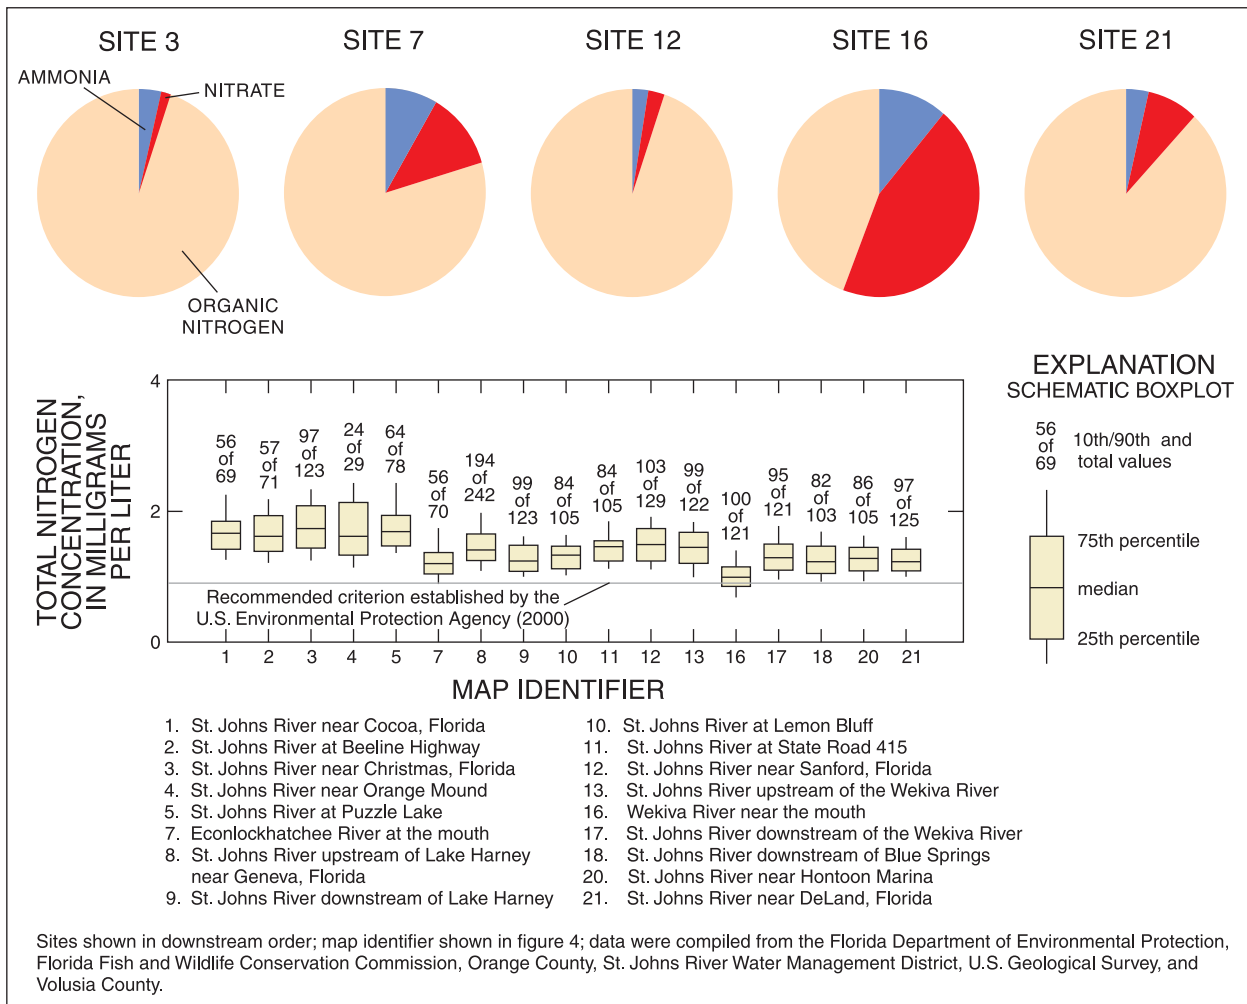 SITE 3
SITE 7
SITE 12
SITE 16
SITE 21
AMMONIA
NITRATE
ORGANIC
NITROGEN
TOTAL NITROGEN
CONCENTRATION,
IN MILLIGRAMS
PER LITER
4
2
0
56
of
69
57
of
71
97
of
123
24
of
29
64
of
78
56
of
70
194
of
242
99
of
123
84
of
105
84
of
105
103
of
129
99
of
122
100
of
121
95
of
121
82
of
103
86
of
105
97
of
125
Recommended criterion established by the
U.S. Environmental Protection Agency (2000)
1 2 3 4 5 7 8 9 10 11 12 13 16 17 18 20 21
MAP IDENTIFIER
EXPLANATION
SCHEMATIC BOXPLOT
56
of
69
10th/90th and
total values
75th percentile
median
25th percentile
1. St. Johns River near Cocoa, Florida
2. St. Johns River at Beeline Highway
3. St. Johns River near Christmas, Florida
4. St. Johns River near Orange Mound
5. St. Johns River at Puzzle Lake
7. Econlockhatchee River at the mouth
8. St. Johns River upstream of Lake Harney
near Geneva, Florida
9. St. Johns River downstream of Lake Harney
10. St. Johns River at Lemon Bluff
11. St. Johns River at State Road 415
12. St. Johns River near Sanford, Florida
13. St. Johns River upstream of the Wekiva River
16. Wekiva River near the mouth
17. St. Johns River downstream of the Wekiva River
18. St. Johns River downstream of Blue Springs
20. St. Johns River near Hontoon Marina
21. St. Johns River near DeLand, Florida
Sites shown in downstream order; map identifier shown in figure 4; data were compiled from the Florida Department of Environmental Protection,
Florida Fish and Wildlife Conservation Commission, Orange County, St. Johns River Water Management District, U.S. Geological Survey, and
Volusia County.